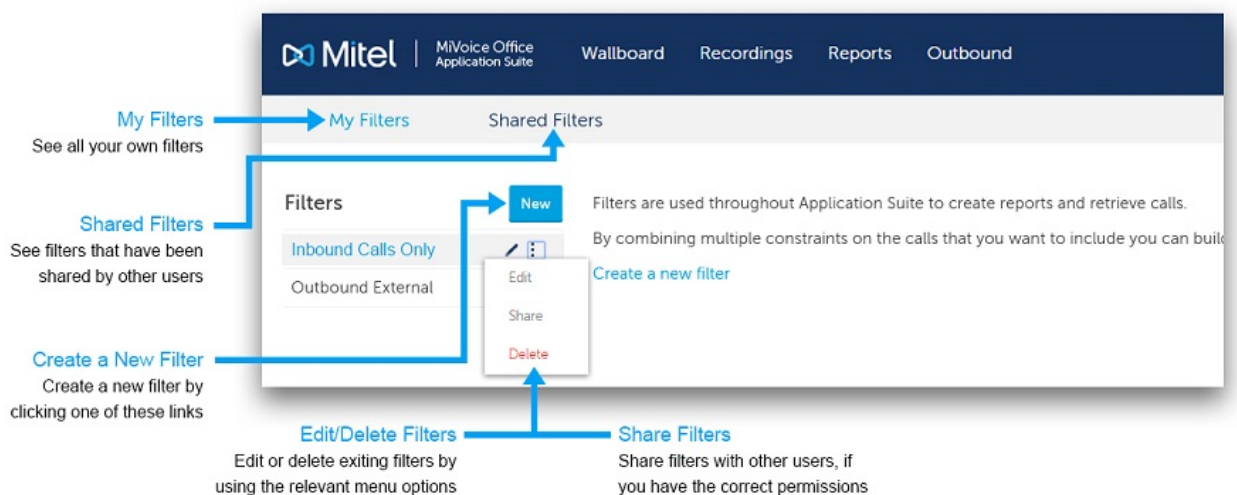 Mitel
MiVoice Office
Application Suite
Wallboard
Recordings
Reports
Outbound
My Filters
See all your own filters
My Filters
Shared Filters
Shared Filters
See filters that have been
shared by other users
Filters
New
Filters are used throughout Application Suite to create reports and retrieve calls.
By combining multiple constraints on the calls that you want to include you can buil
Create a new filter
Inbound Calls Only
Outbound External
Edit
Share
Delete
Create a New Filter
Create a new filter by
clicking one of these links
Edit/Delete Filters
Edit or delete exiting filters by
using the relevant menu options
Share Filters
Share filters with other users, if
you have the correct permissions